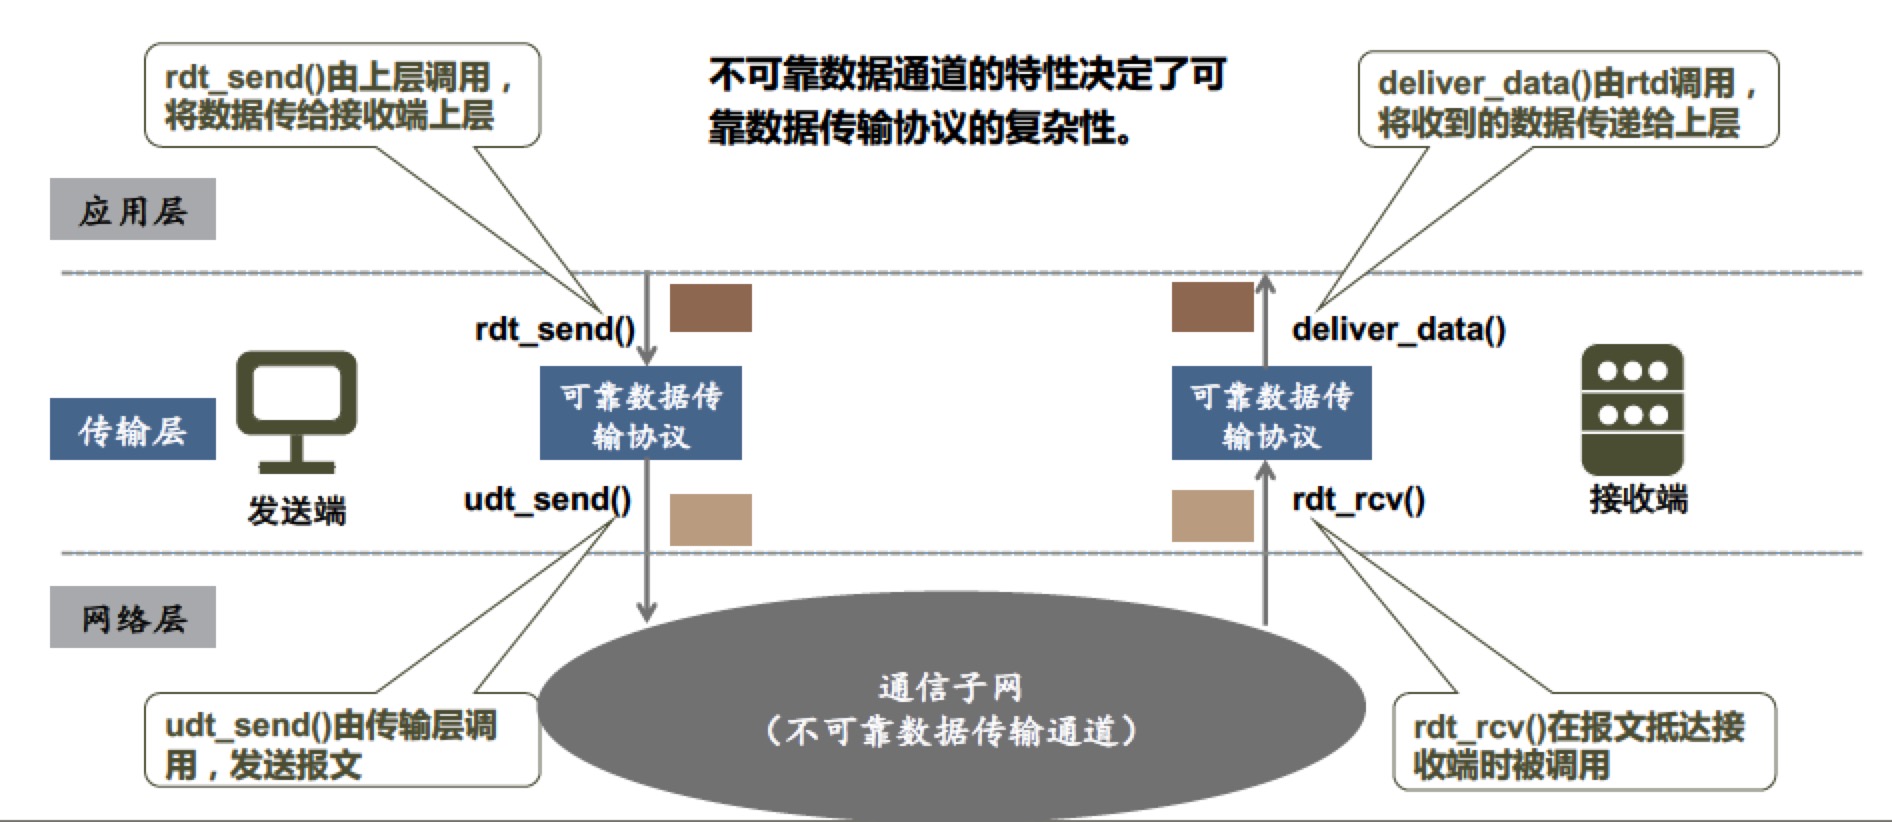 rdt_send()由上层调用，
将数据传给接收端上层
不可靠数据通道的特性决定了可
靠数据传输协议的复杂性。
deliver_data()由rtd调用，
将收到的数据传递给上层
应用层
rdt_send()
deliver_data()
传输层
发送端
可靠数据传
输协议
可靠数据传
输协议
接收端
udt_send()
rdt_rcv()
网络层
通信子网
（不可靠数据传输通道）
udt_send()由传输层调
用，发送报文
rdt_rcv()在报文抵达接
收端时被调用